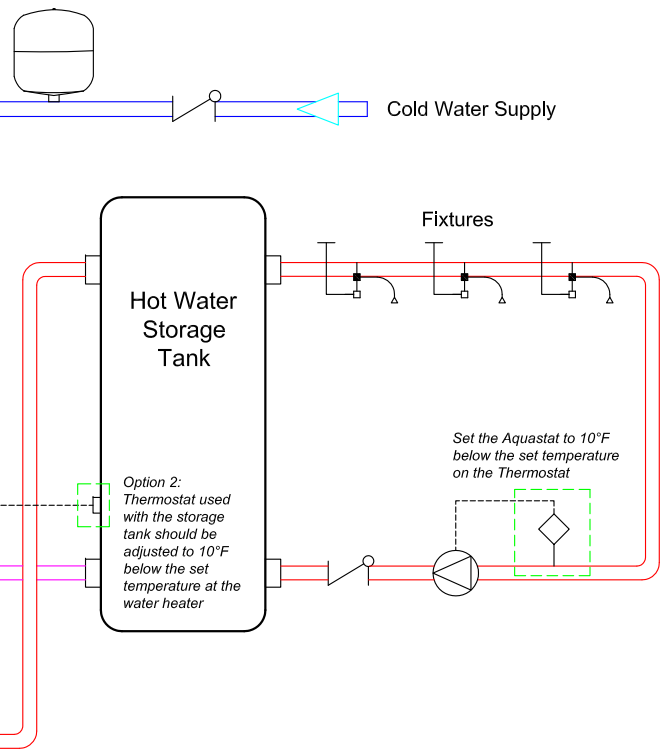 Cold Water Supply
Fixtures
Hot Water
Storage
Tank
Set the Aquastat to 10°F
below the set temperature
on the Thermostat
Option 2:
Thermostat used
with the storage
tank should be
adjusted to 10°F
below the set
temperature at the
water heater